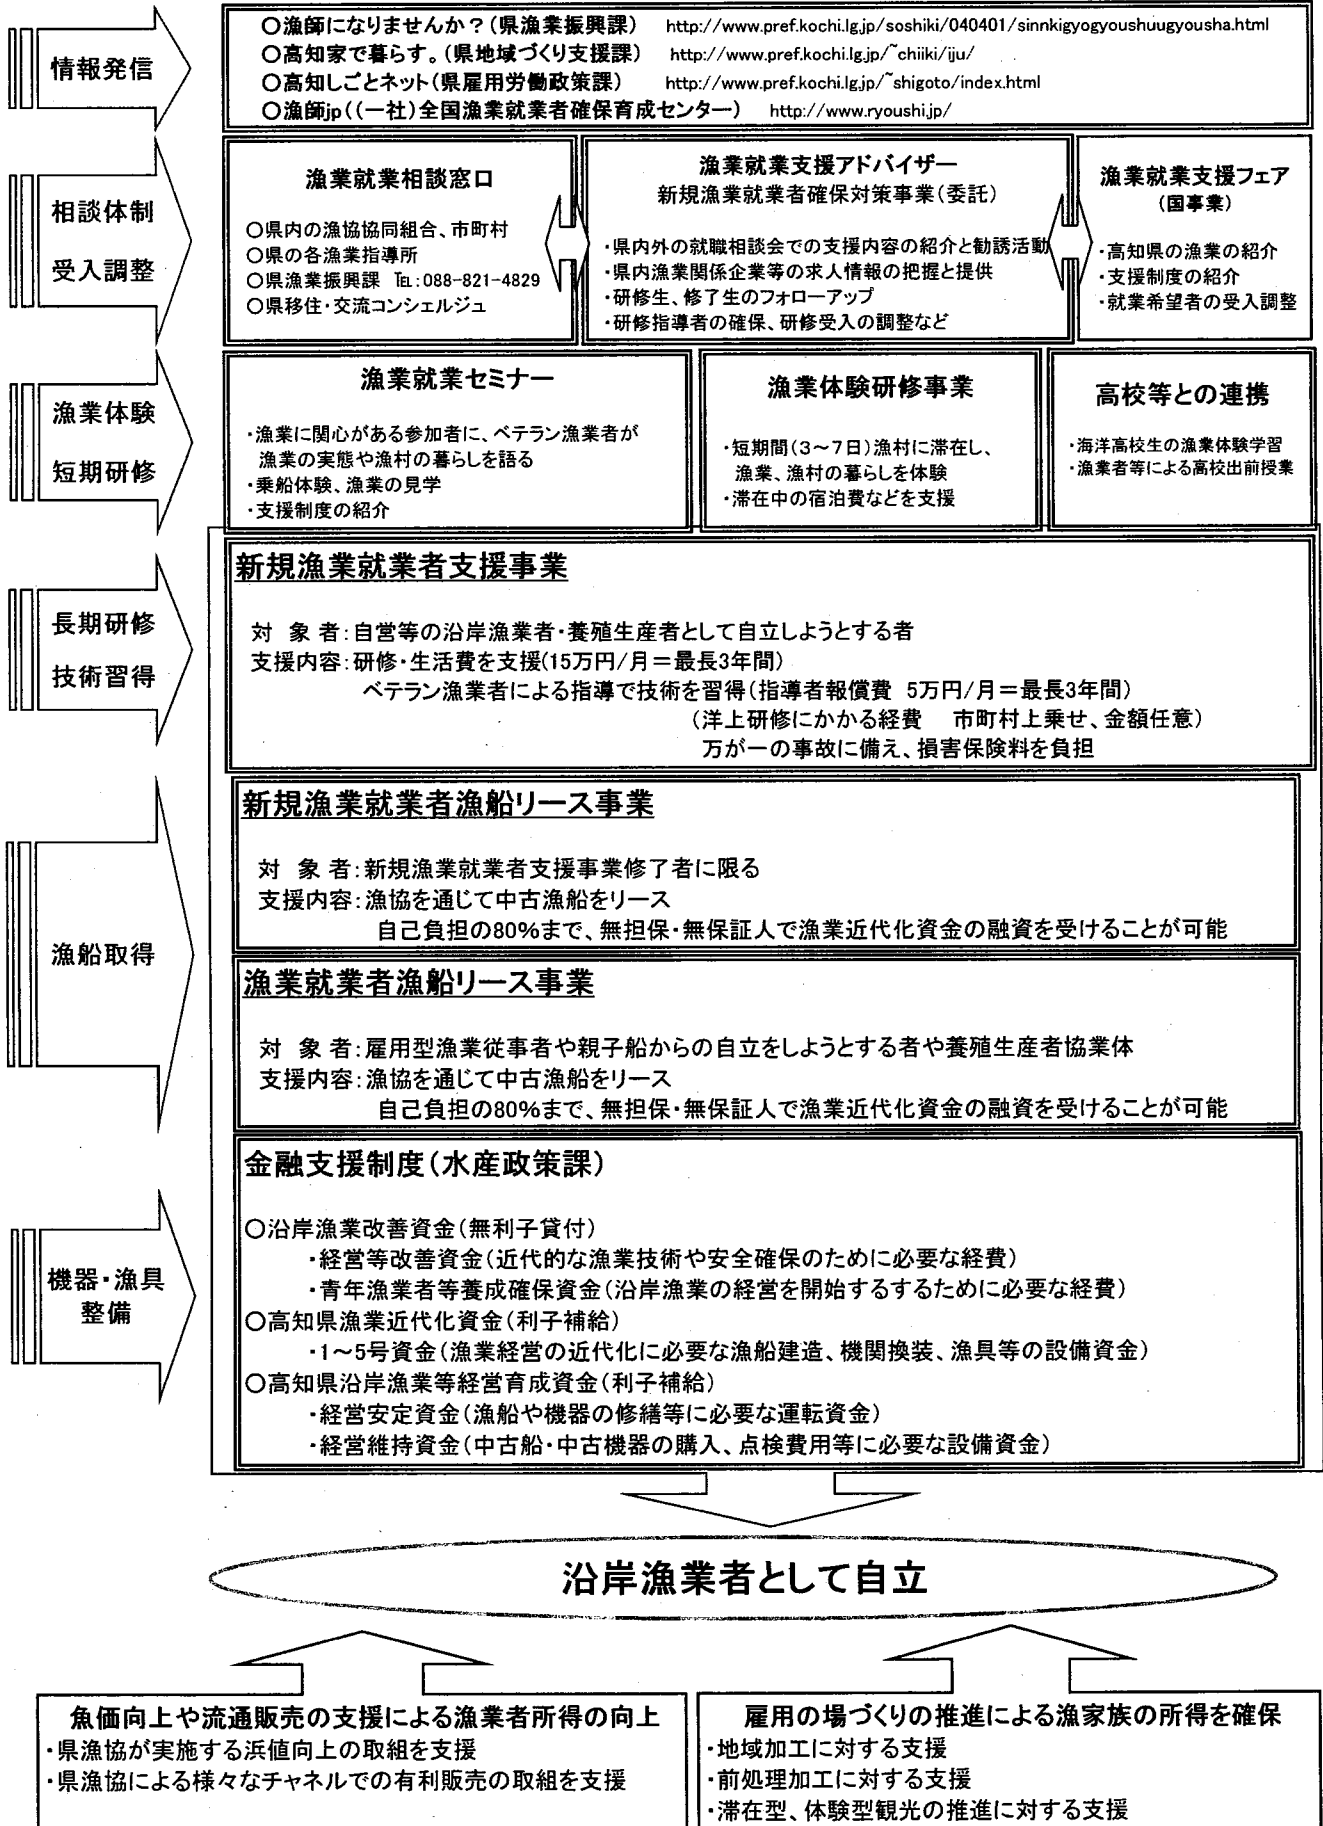 情報発信
○漁師になりませんか？(県漁業振興課) http://www.pref.kochi.lg.jp/soshiki/040401/sinnkigyogyoushuugyousha.html
○高知家で暮らす。(県地域づくり支援課) http://www.pref.kochi.lg.jp/~chiiki/iju/
○高知しごとネット(県雇用労働政策課) http://www.pref.kochi.lg.jp/~shigoto/index.html
○漁師jp((一社)全国漁業就業者確保育成センター) http://www.ryoushi.jp/
相談体制
受入調整
漁業就業相談窓口
○県内の漁協協同組合、市町村
○県の各漁業指導所
○県漁業振興課 ℡:088-821-4829
○県移住・交流コンシェルジュ
漁業就業支援アドバイザー
新規漁業就業者確保対策事業(委託)
・県内外の就職相談会での支援内容の紹介と勧誘活動
・県内漁業関係企業等の求人情報の把握と提供
・研修生、修了生のフォローアップ
・研修指導者の確保、研修受入の調整など
漁業就業支援フェア
(国事業)
・高知県の漁業の紹介
・支援制度の紹介
・就業希望者の受入調整
漁業体験
短期研修
漁業就業セミナー
・漁業に関心がある参加者に、ベテラン漁業者が
漁業の実態や漁村の暮らしを語る
・乗船体験、漁業の見学
・支援制度の紹介
漁業体験研修事業
・短期間(3～7日)漁村に滞在し、
漁業、漁村の暮らしを体験
・滞在中の宿泊費などを支援
高校等との連携
・海洋高校生の漁業体験学習
・漁業者等による高校出前授業
長期研修
技術習得
新規漁業就業者支援事業
対 象 者:自営等の沿岸漁業者・養殖生産者として自立しようとする者
支援内容:研修・生活費を支援(15万円/月=最長3年間)
ベテラン漁業者による指導で技術を習得(指導者報償費 5万円/月=最長3年間)
(洋上研修にかかる経費 市町村上乗せ、金額任意)
万が一の事故に備え、損害保険料を負担
漁船取得
新規漁業就業者漁船リース事業
対 象 者:新規漁業就業者支援事業修了者に限る
支援内容:漁協を通じて中古漁船をリース
自己負担の80%まで、無担保・無保証人で漁業近代化資金の融資を受けることが可能
漁業就業者漁船リース事業
対 象 者:雇用型漁業従事者や親子船からの自立をしようとする者や養殖生産者協業体
支援内容:漁協を通じて中古漁船をリース
自己負担の80%まで、無担保・無保証人で漁業近代化資金の融資を受けることが可能
機器・漁具
整備
金融支援制度(水産政策課)
○沿岸漁業改善資金(無利子貸付)
・経営等改善資金(近代的な漁業技術や安全確保のために必要な経費)
・青年漁業者等養成確保資金(沿岸漁業の経営を開始するするために必要な経費)
○高知県漁業近代化資金(利子補給)
・1～5号資金(漁業経営の近代化に必要な漁船建造、機関換装、漁具等の設備資金)
○高知県沿岸漁業等経営育成資金(利子補給)
・経営安定資金(漁船や機器の修繕等に必要な運転資金)
・経営維持資金(中古船・中古機器の購入、点検費用等に必要な設備資金)
沿岸漁業者として自立
魚価向上や流通販売の支援による漁業者所得の向上
・県漁協が実施する浜値向上の取組を支援
・県漁協による様々なチャネルでの有利販売の取組を支援
雇用の場づくりの推進による漁家族の所得を確保
・地域加工に対する支援
・前処理加工に対する支援
・滞在型、体験型観光の推進に対する支援